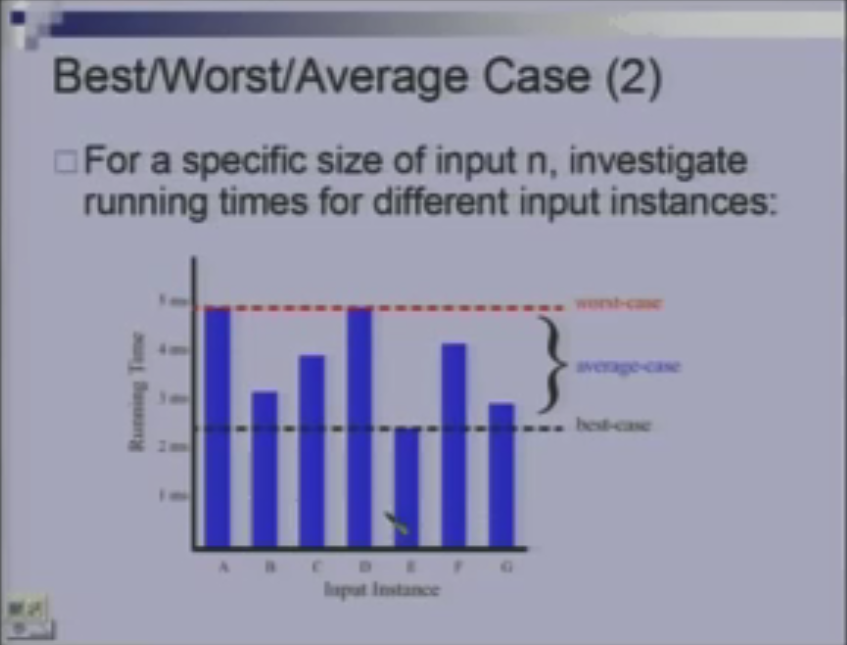 Best/Worst/Average Case (2)
For a specific size of input n, investigate
running times for different input instances:
5 ms
worst-case
4 ms
average-case
3 ms
best-case
2 ms
1 ms
Running Time
A B C D E F G
Input Instance